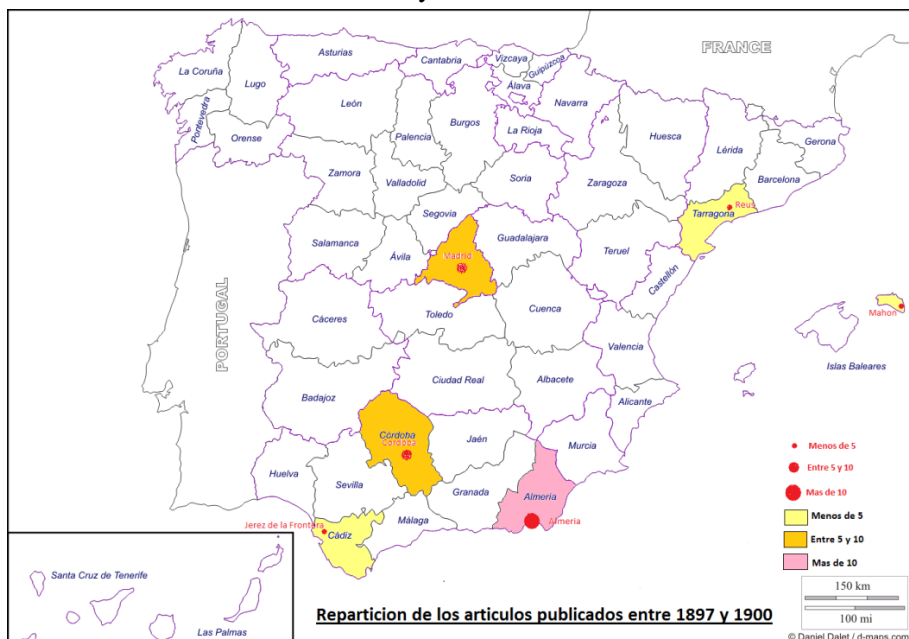 y
FRANCE
Asturias
Cantabria
Vizcaya
Guipúzcoa
La Coruña
Lugo
Álava
Navarra
León
Pontevedra
Orense
Palencia
Burgos
La Rioja
Huesca
Lérida
Gerona
Barcelona
Zamora
Valladolid
Soria
Zaragoza
Tarragona
Reus
Segovia
Salamanca
Ávila
Madrid
Guadalajara
Teruel
Castellón
PORTUGAL
Cáceres
Toledo
Cuenca
Mahon
Valencia
Islas Baleares
Badajoz
Ciudad Real
Albacete
Alicante
Córdoba
Cordoba
Jaén
Murcia
Huelva
Sevilla
Granada
Almería
Almeria
Jerez de la Frontera
Cádiz
Málaga
Menos de 5
Entre 5 y 10
Mas de 10
Menos de 5
Entre 5 y 10
Mas de 10
Santa Cruz de Tenerife
Las Palmas
Reparticion de los articulos publicados entre 1897 y 1900
150 km
100 mi
© Daniel Dalet / d-maps.com